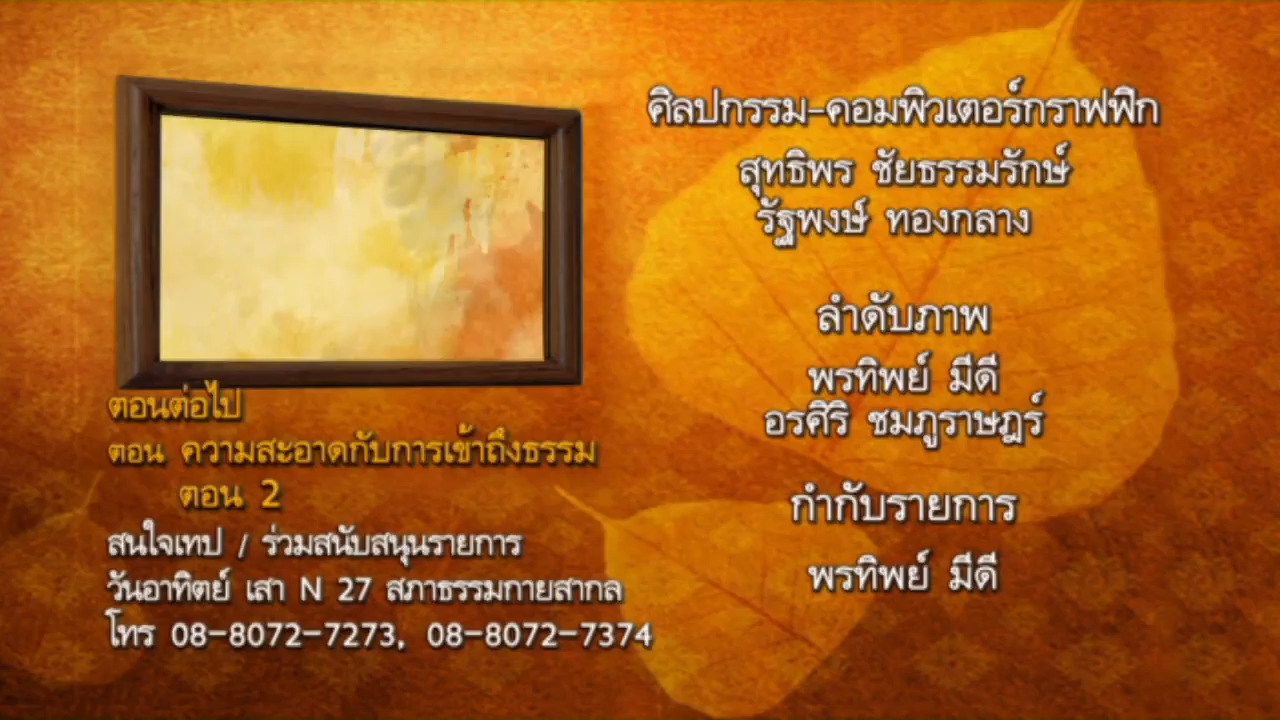 ตอนต่อไป
ตอน ความสะอาดกับการเข้าถึงธรรม
ตอน 2
สนใจเทป / ร่วมสนับสนุนรายการ
วันอาทิตย์ เสา N 27 สภาธรรมกายสากล
โทร 08-8072-7273, 08-8072-7374
ศิลปกรรม-คอมพิวเตอร์กราฟฟิก
สุทธิพร ชัยธรรมรักษ์
รัฐพงษ์ ทองกลาง
ลำดับภาพ
พรทิพย์ มีดี
อรศิริ ชมภูราษฎร์
กำกับรายการ
พรทิพย์ มีดี